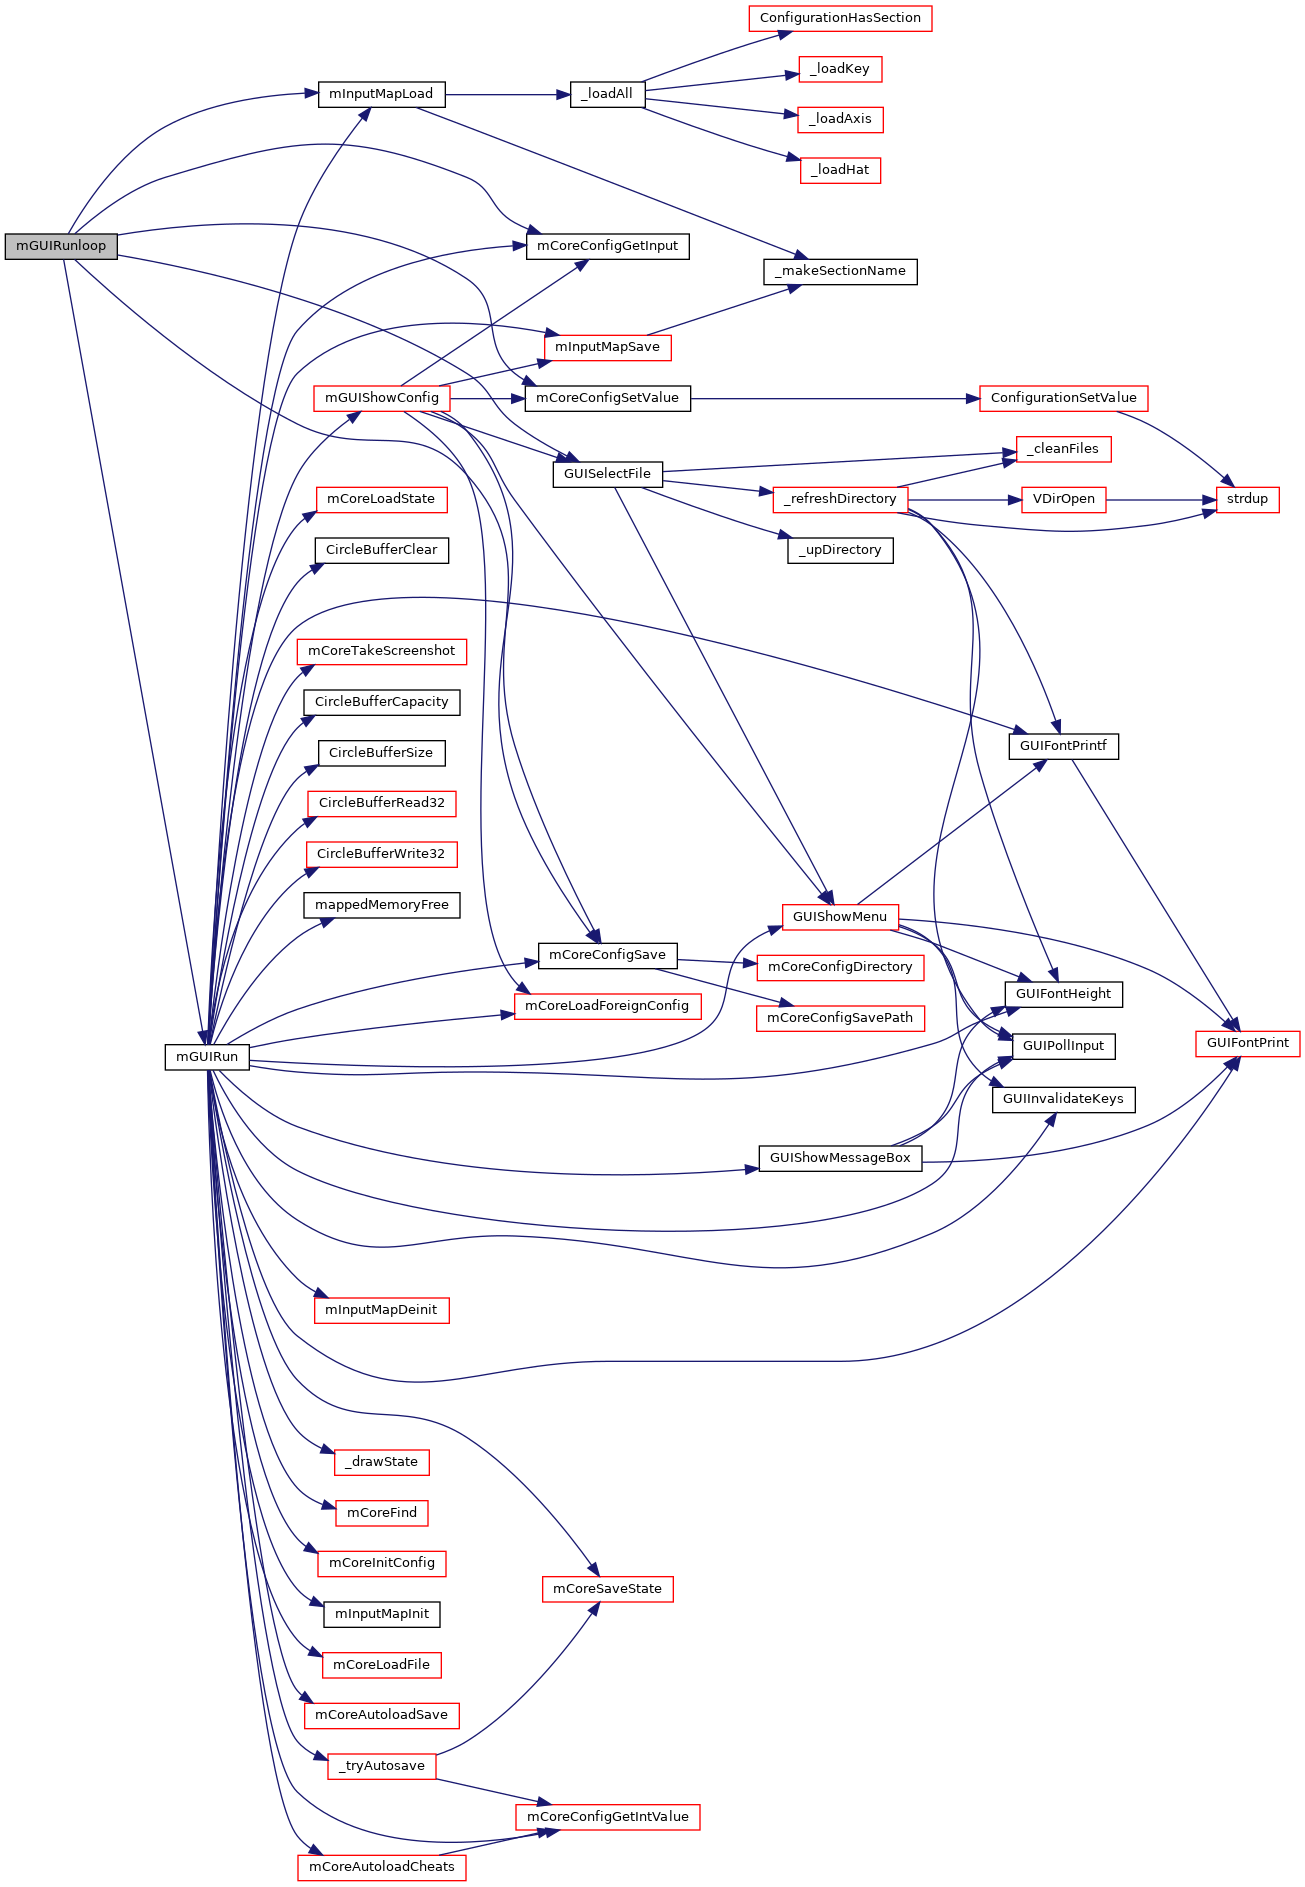 ConfigurationHasSection
_loadKey
mInputMapLoad
_loadAll
_loadAxis
_loadHat
mGUIRunloop
mCoreConfigGetInput
_makeSectionName
mInputMapSave
mGUIShowConfig
mCoreConfigSetValue
ConfigurationSetValue
_cleanFiles
GUISelectFile
mCoreLoadState
_refreshDirectory
VDirOpen
strdup
CircleBufferClear
_upDirectory
mCoreTakeScreenshot
CircleBufferCapacity
GUIFontPrintf
CircleBufferSize
CircleBufferRead32
CircleBufferWrite32
mappedMemoryFree
GUIShowMenu
mCoreConfigSave
mCoreConfigDirectory
GUIFontHeight
mCoreLoadForeignConfig
mCoreConfigSavePath
GUIFontPrint
GUIPollInput
mGUIRun
GUIInvalidateKeys
GUIShowMessageBox
mInputMapDeinit
_drawState
mCoreFind
mCoreInitConfig
mCoreSaveState
mInputMapInit
mCoreLoadFile
mCoreAutoloadSave
_tryAutosave
mCoreConfigGetIntValue
mCoreAutoloadCheats